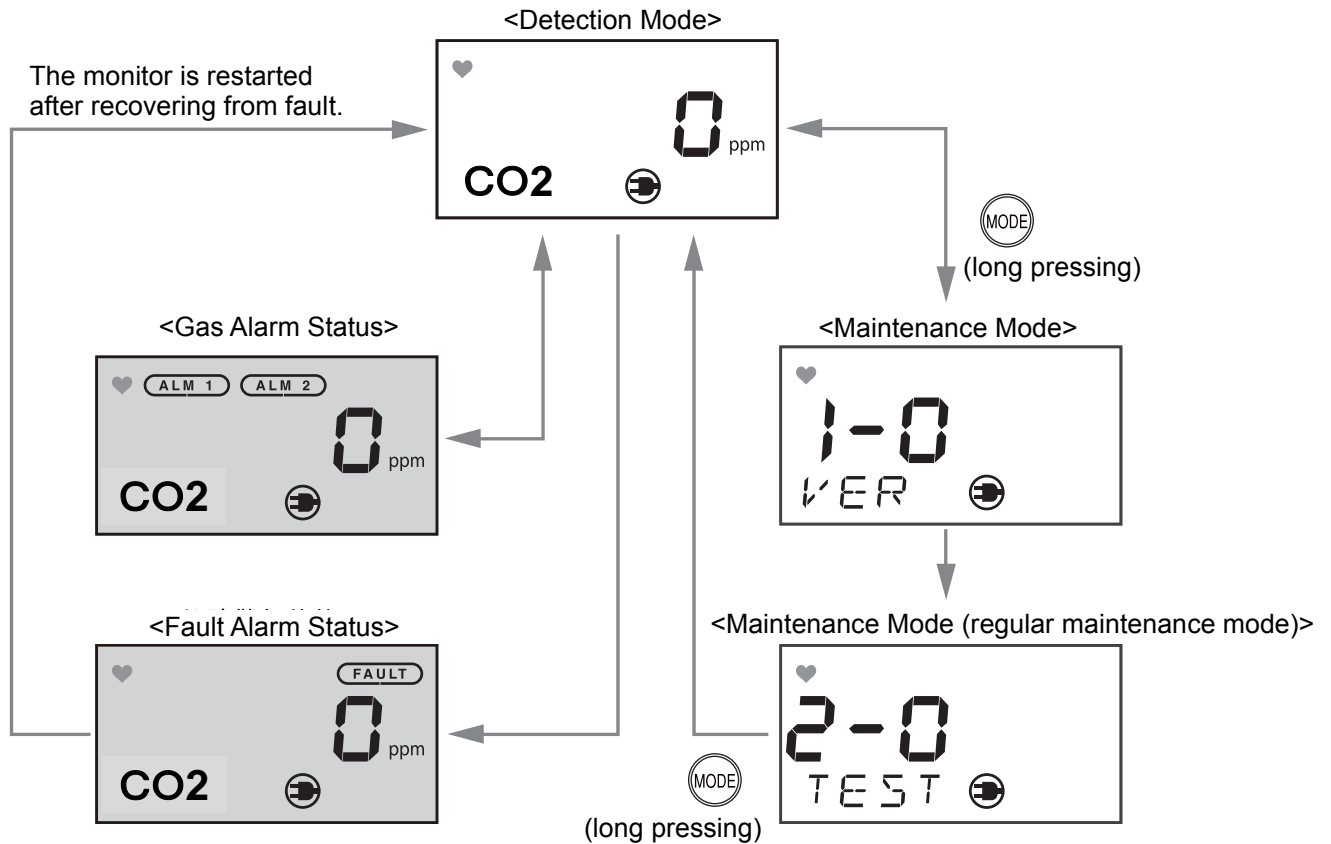 <Detection Mode>
The monitor is restarted
after recovering from fault.
0
ppm
CO2
MODE
(long pressing)
<Gas Alarm Status>
ALM 1 ALM 2
0
ppm
CO2
<Maintenance Mode>
1-0
VER
<Fault Alarm Status>
FAULT
0
ppm
CO2
<Maintenance Mode (regular maintenance mode)>
2-0
TEST
MODE
(long pressing)